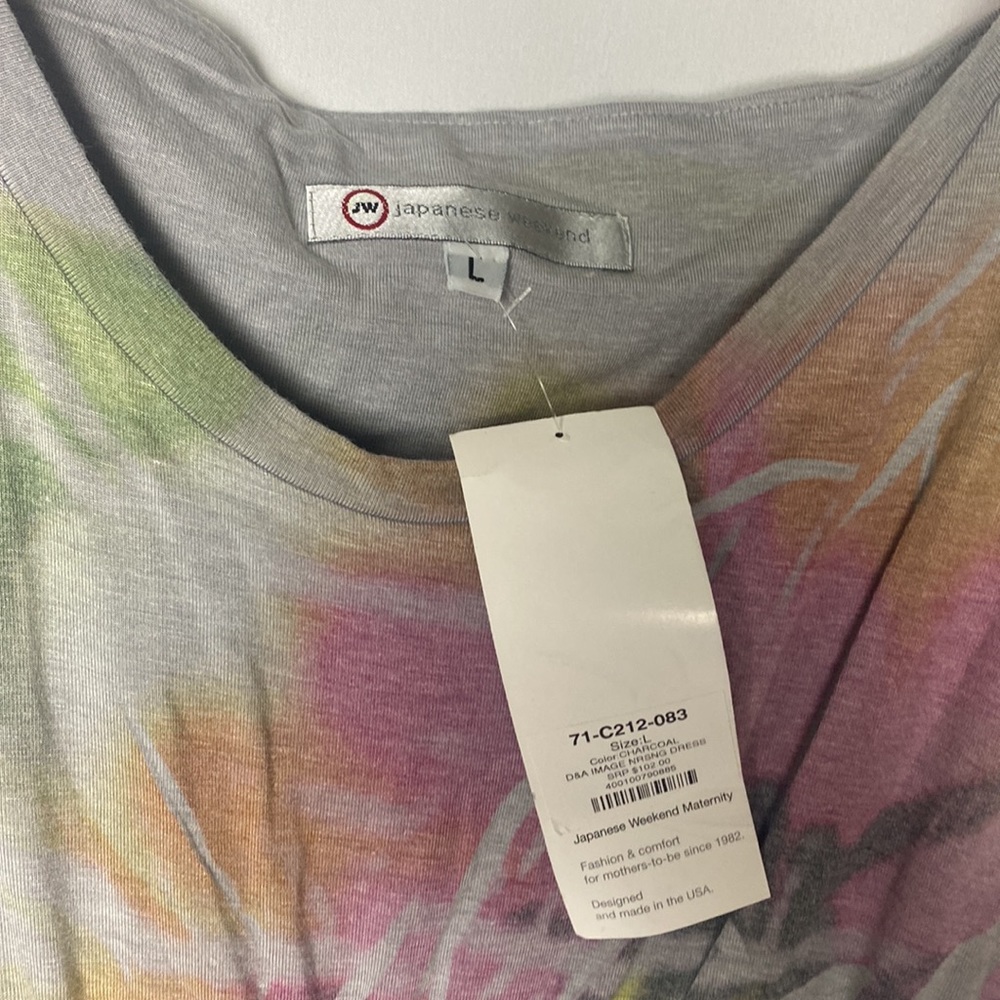 JW japanese weekend
L
71-C212-083
Size:L
Color:CHARCOAL
D&A IMAGE NRSNG DRESS
SRP $102.00
400100790885
Japanese Weekend Maternity
Fashion & comfort
for mothers-to-be since 1982.
Designed
and made in the USA.